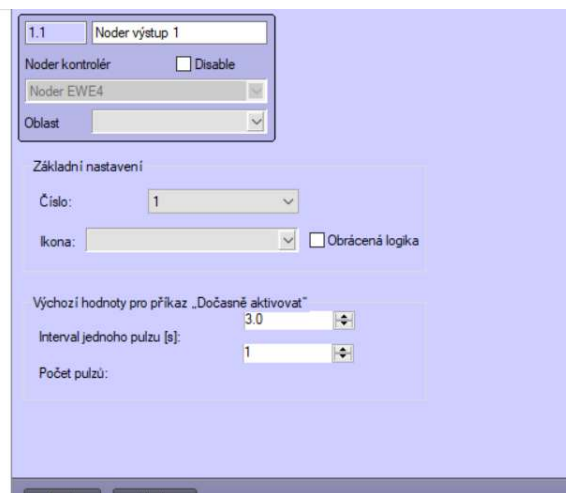 1.1 Noder výstup 1
Noder kontrolér Disable
Noder EWE4
Oblast
Základní nastavení
Číslo: 1
Ikona: Obrácená logika
Výchozí hodnoty pro příkaz „Dočasně aktivovat"
3.0
Interval jednoho pulzu [s]:
1
Počet pulzů: